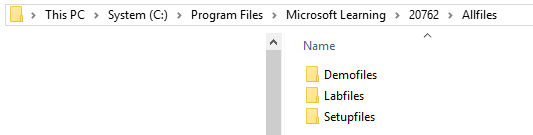 This PC > System (C:) > Program Files > Microsoft Learning > 20762 > Allfiles
Name
Demofiles
Labfiles
Setupfiles